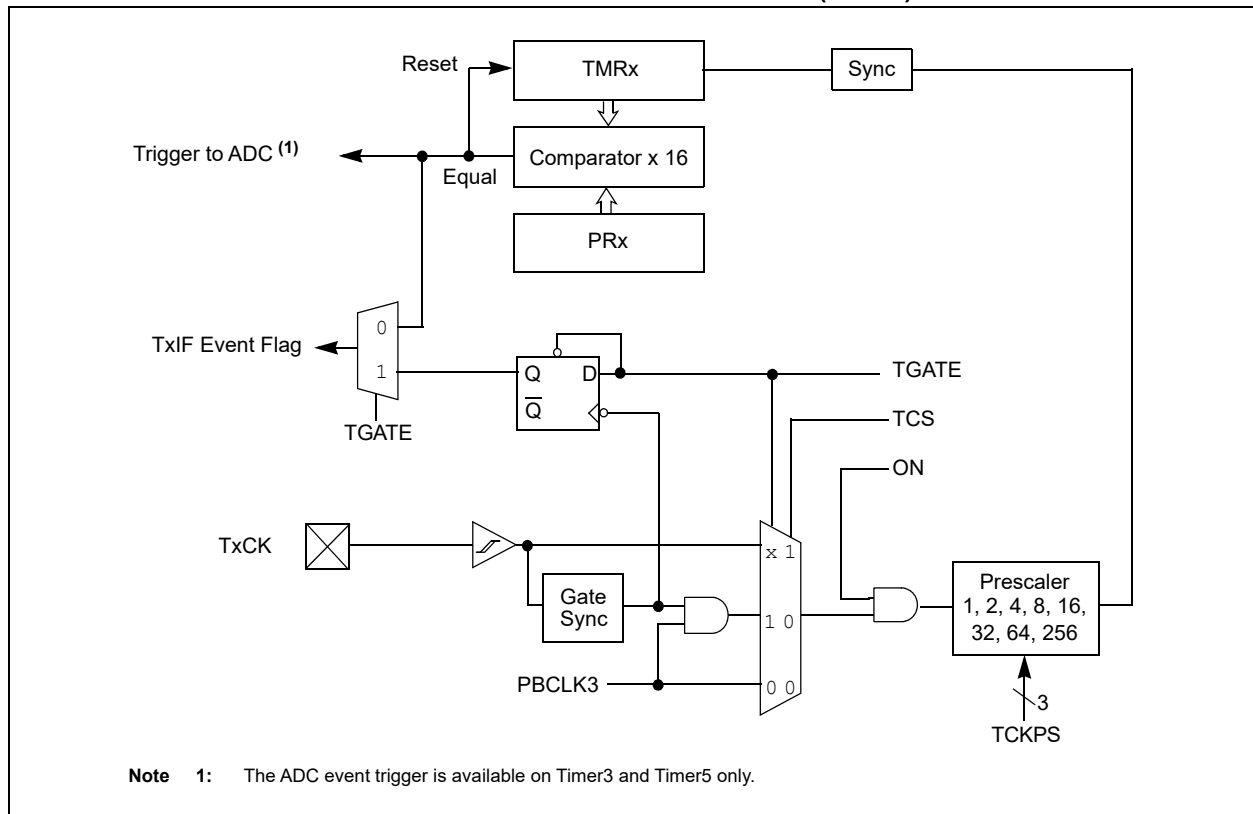 Reset
TMRx
Sync
Trigger to ADC (1)
Equal
Comparator x 16
PRx
0
1
TxIF Event Flag
TGATE
Q
D
Q
TGATE
TCS
ON
TxCK
x 1
Gate
Sync
1 0
Prescaler
1, 2, 4, 8, 16,
32, 64, 256
PBCLK3
0 0
3
TCKPS
Note 1: The ADC event trigger is available on Timer3 and Timer5 only.